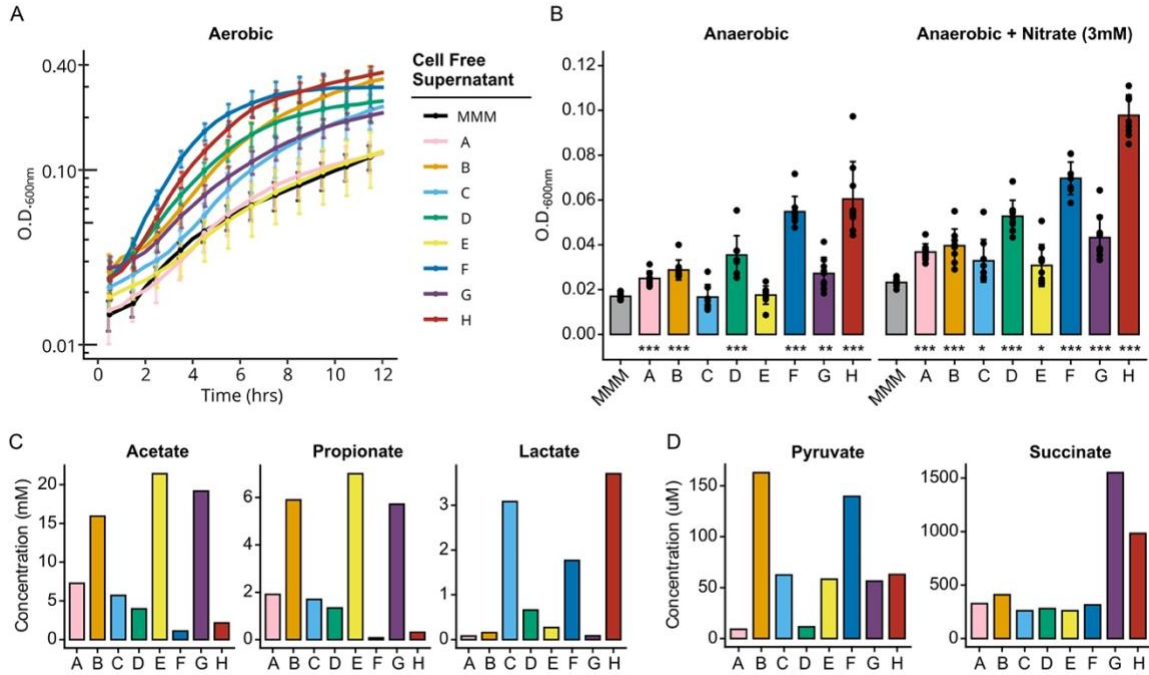 A
Aerobic
0.40
0.10
0.01
O.D.-600nm
0 2 4 6 8 10 12
Time (hrs)
Cell Free
Supernatant
MMM
A
B
C
D
E
F
G
H
B
Anaerobic
Anaerobic + Nitrate (3mM)
0.12
0.10
0.08
0.06
0.04
0.02
0.00
O.D.-600nm
*** *** *** *** ** ***
*** *** * *** * *** *** ***
MMM A B C D E F G H
MMM A B C D E F G H
C
Acetate
Concentration (mM)
20
15
10
5
0
A B C D E F G H
Propionate
6
4
2
0
A B C D E F G H
Lactate
3
2
1
0
A B C D E F G H
D
Pyruvate
Concentration (uM)
150
100
50
0
A B C D E F G H
Succinate
1500
1000
500
0
A B C D E F G H